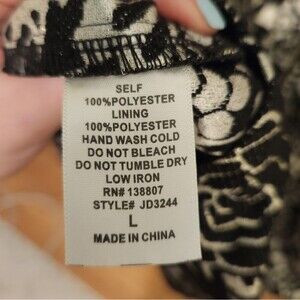 SELF
100%POLYESTER
LINING
100%POLYESTER
HAND WASH COLD
DO NOT BLEACH
DO NOT TUMBLE DRY
LOW IRON
RN# 138807
STYLE# JD3244
L
MADE IN CHINA